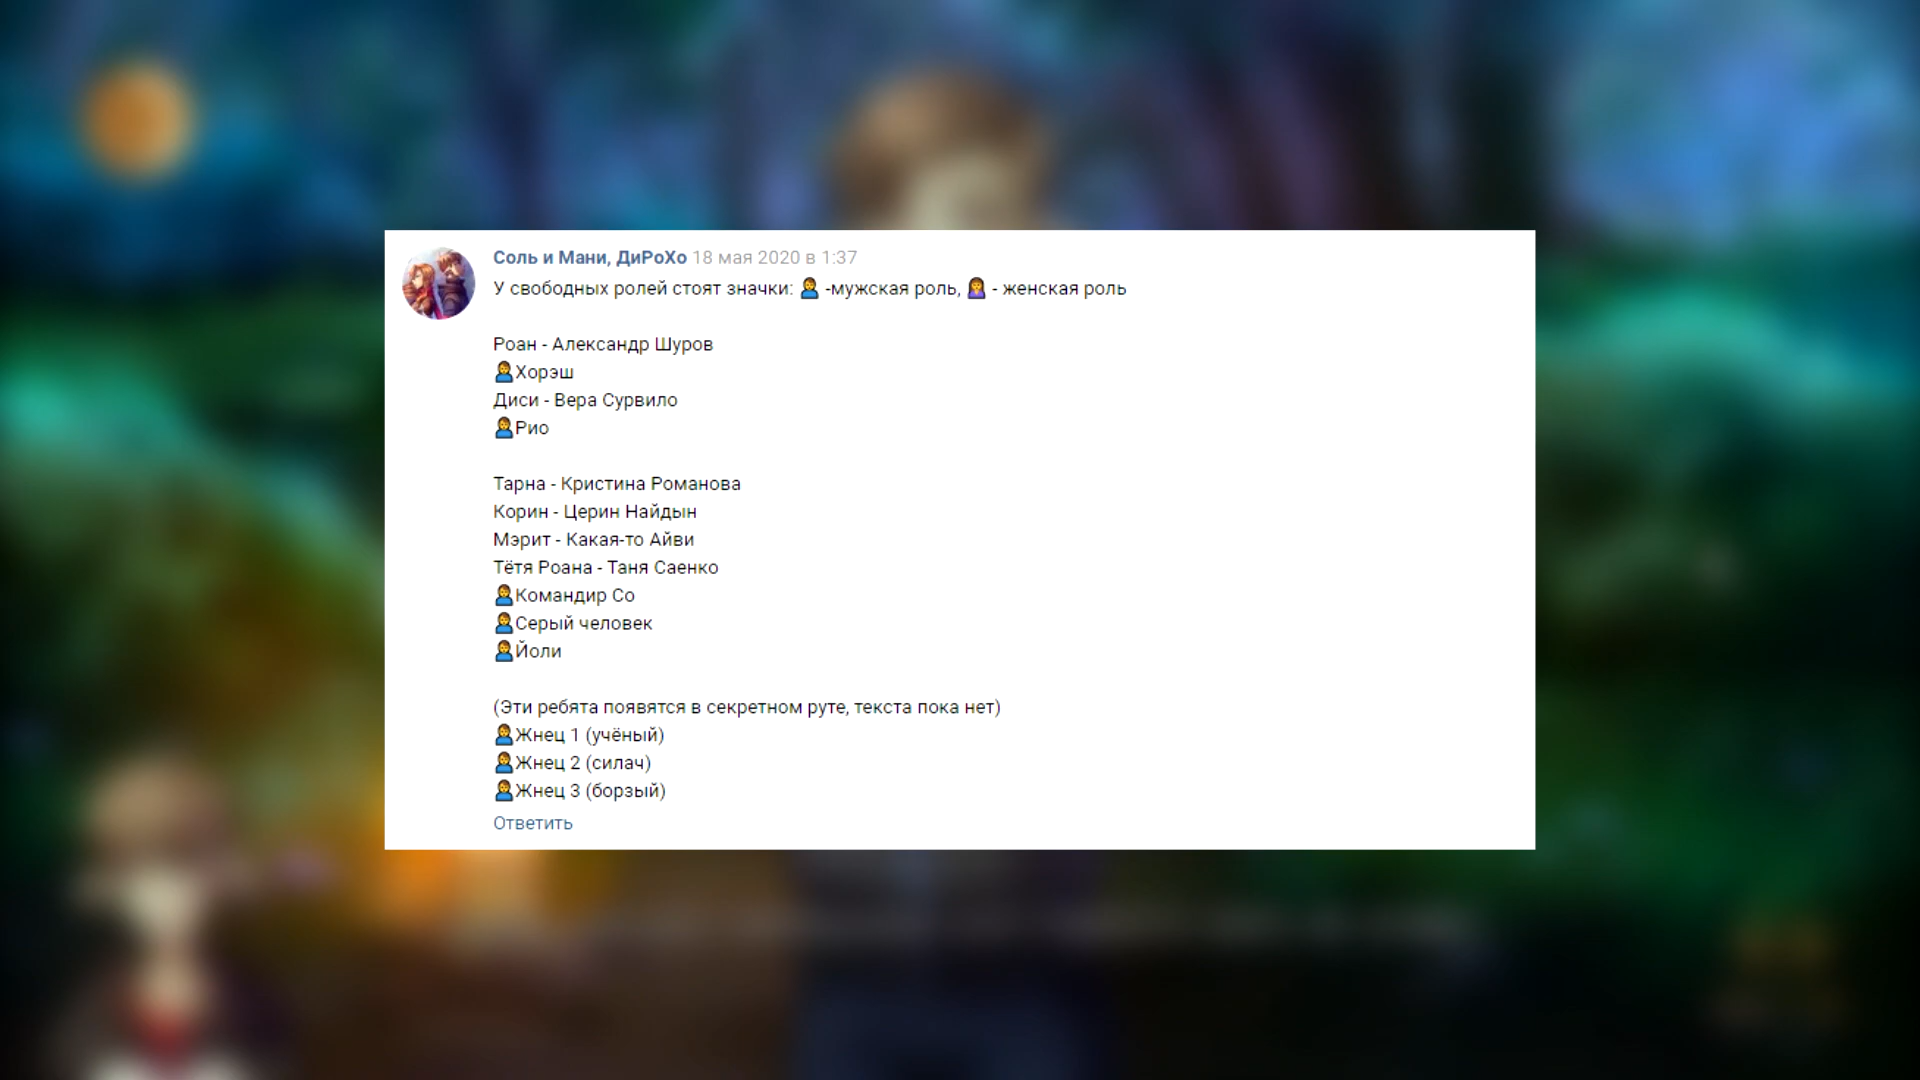 Соль и Мани, ДиРоХо 18 мая 2020 в 1:37
У свободных ролей стоят значки: 🙍‍♂️ -мужская роль, 🙍‍♀️ - женская роль
Роан - Александр Шуров
🙍‍♂️Хорэш
Диси - Вера Сурвило
🙍‍♂️Рио
Тарна - Кристина Романова
Корин - Церин Найдын
Мэрит - Какая-то Айви
Тётя Роана - Таня Саенко
🙍‍♂️Командир Со
🙍‍♂️Серый человек
🙍‍♂️Йоли
(Эти ребята появятся в секретном руте, текста пока нет)
🙍‍♂️Жнец 1 (учёный)
🙍‍♂️Жнец 2 (силач)
🙍‍♂️Жнец 3 (борзый)
Ответить